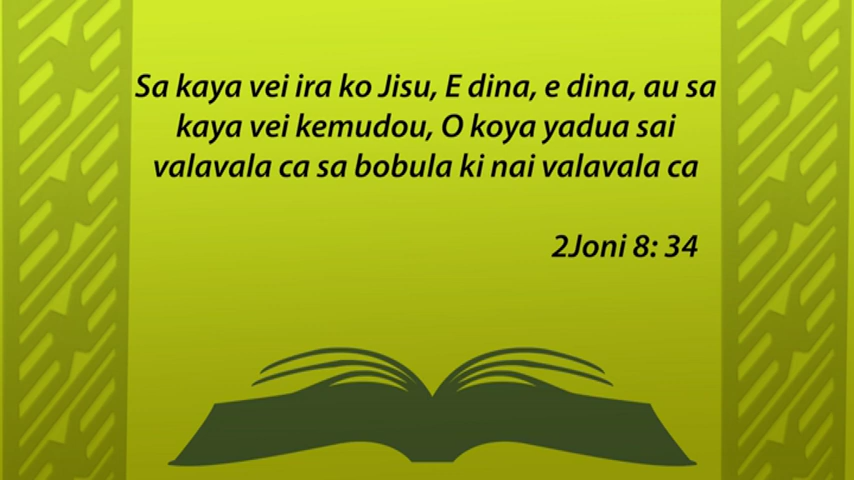 Sa kaya vei ira ko Jisu, E dina, e dina, au sa
kaya vei kemudou, O koya yadua sai
valavala ca sa bobula ki nai valavala ca
2Joni 8: 34